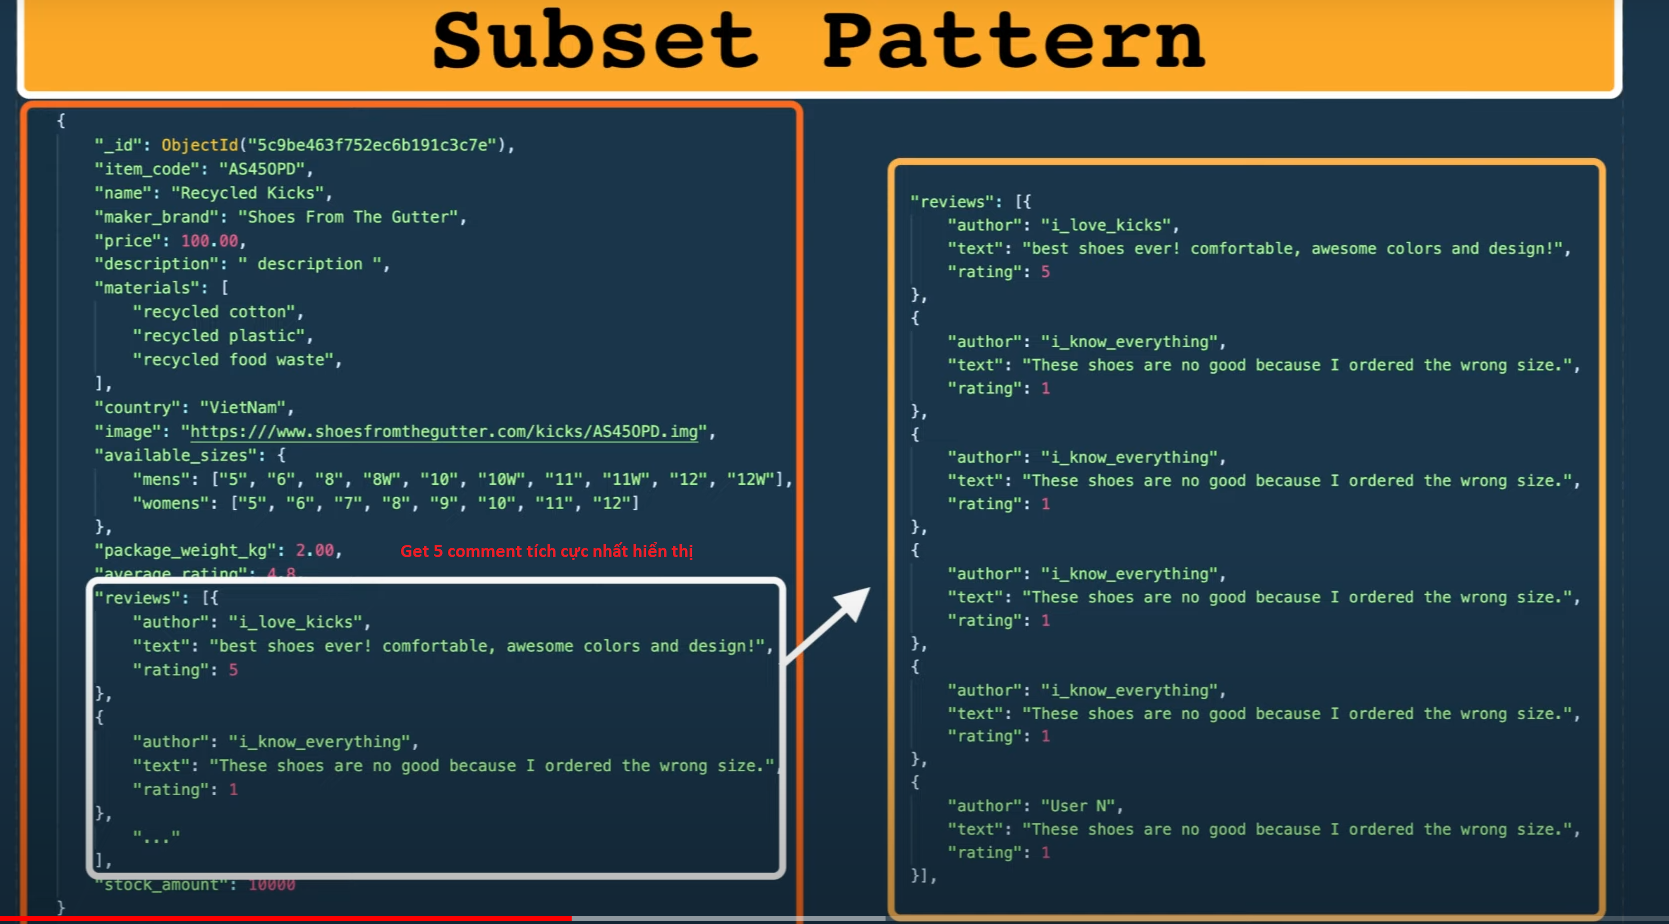 Subset Pattern
{
"_id": ObjectId("5c9be463f752ec6b191c3c7e"),
"item_code": "AS45OPD",
"name": "Recycled Kicks",
"maker_brand": "Shoes From The Gutter",
"price": 100.00,
"description": " description ",
"materials": [
"recycled cotton",
"recycled plastic",
"recycled food waste",
],
"country": "VietNam",
"image": "https:///www.shoesfromthegutter.com/kicks/AS45OPD.img",
"available_sizes": {
"mens": ["5", "6", "8", "8W", "10", "10W", "11", "11W", "12", "12W"],
"womens": ["5", "6", "7", "8", "9", "10", "11", "12"]
},
"package_weight_kg": 2.00,
Get 5 comment tích cực nhất hiển thị
"average_rating": 4.8,
"reviews": [{
"author": "i_love_kicks",
"text": "best shoes ever! comfortable, awesome colors and design!",
"rating": 5
},
{
"author": "i_know_everything",
"text": "These shoes are no good because I ordered the wrong size.",
"rating": 1
},
"..."
],
"stock_amount": 10000
}
"reviews": [{
"author": "i_love_kicks",
"text": "best shoes ever! comfortable, awesome colors and design!",
"rating": 5
},
{
"author": "i_know_everything",
"text": "These shoes are no good because I ordered the wrong size.",
"rating": 1
},
{
"author": "i_know_everything",
"text": "These shoes are no good because I ordered the wrong size.",
"rating": 1
},
{
"author": "i_know_everything",
"text": "These shoes are no good because I ordered the wrong size.",
"rating": 1
},
{
"author": "i_know_everything",
"text": "These shoes are no good because I ordered the wrong size.",
"rating": 1
},
{
"author": "User N",
"text": "These shoes are no good because I ordered the wrong size.",
"rating": 1
}],